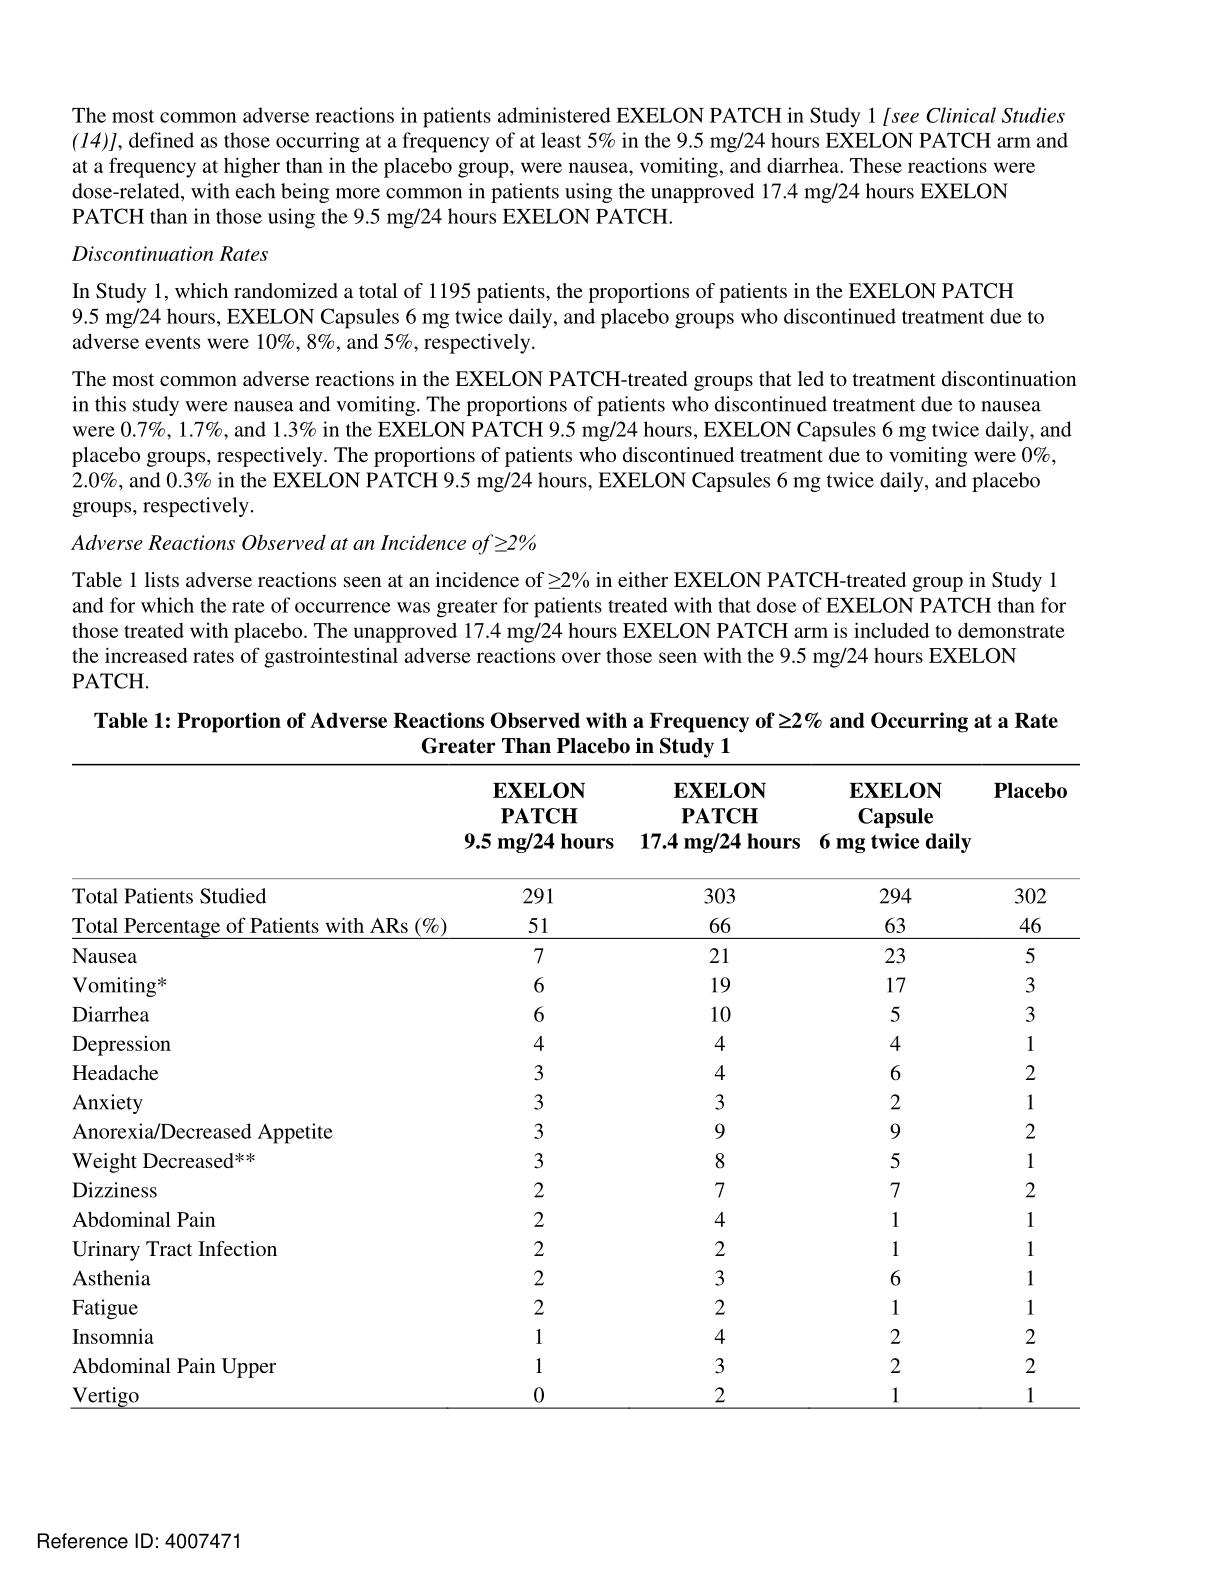 The most common adverse reactions in patients administered EXELON PATCH in Study 1 [see Clinical Studies
(14)], defined as those occurring at a frequency of at least 5% in the 9.5 mg/24 hours EXELON PATCH arm and
at a frequency at higher than in the placebo group, were nausea, vomiting, and diarrhea. These reactions were
dose-related, with each being more common in patients using the unapproved 17.4 mg/24 hours EXELON
PATCH than in those using the 9.5 mg/24 hours EXELON PATCH.
Discontinuation Rates
In Study 1, which randomized a total of 1195 patients, the proportions of patients in the EXELON PATCH
9.5 mg/24 hours, EXELON Capsules 6 mg twice daily, and placebo groups who discontinued treatment due to
adverse events were 10%, 8%, and 5%, respectively.
The most common adverse reactions in the EXELON PATCH-treated groups that led to treatment discontinuation
in this study were nausea and vomiting. The proportions of patients who discontinued treatment due to nausea
were 0.7%, 1.7%, and 1.3% in the EXELON PATCH 9.5 mg/24 hours, EXELON Capsules 6 mg twice daily, and
placebo groups, respectively. The proportions of patients who discontinued treatment due to vomiting were 0%,
2.0%, and 0.3% in the EXELON PATCH 9.5 mg/24 hours, EXELON Capsules 6 mg twice daily, and placebo
groups, respectively.
Adverse Reactions Observed at an Incidence of ≥2%
Table 1 lists adverse reactions seen at an incidence of ≥2% in either EXELON PATCH-treated group in Study 1
and for which the rate of occurrence was greater for patients treated with that dose of EXELON PATCH than for
those treated with placebo. The unapproved 17.4 mg/24 hours EXELON PATCH arm is included to demonstrate
the increased rates of gastrointestinal adverse reactions over those seen with the 9.5 mg/24 hours EXELON
PATCH.
Table 1: Proportion of Adverse Reactions Observed with a Frequency of ≥2% and Occurring at a Rate
Greater Than Placebo in Study 1
EXELON EXELON EXELON Placebo
PATCH PATCH Capsule
9.5 mg/24 hours 17.4 mg/24 hours 6 mg twice daily
Total Patients Studied 291 303 294 302
Total Percentage of Patients with ARs (%) 51 66 63 46
Nausea 7 21 23 5
Vomiting* 6 19 17 3
Diarrhea 6 10 5 3
Depression 4 4 4 1
Headache 3 4 6 2
Anxiety 3 3 2 1
Anorexia/Decreased Appetite 3 9 9 2
Weight Decreased** 3 8 5 1
Dizziness 2 7 7 2
Abdominal Pain 2 4 1 1
Urinary Tract Infection 2 2 1 1
Asthenia 2 3 6 1
Fatigue 2 2 1 1
Insomnia 1 4 2 2
Abdominal Pain Upper 1 3 2 2
Vertigo 0 2 1 1
Reference ID: 4007471